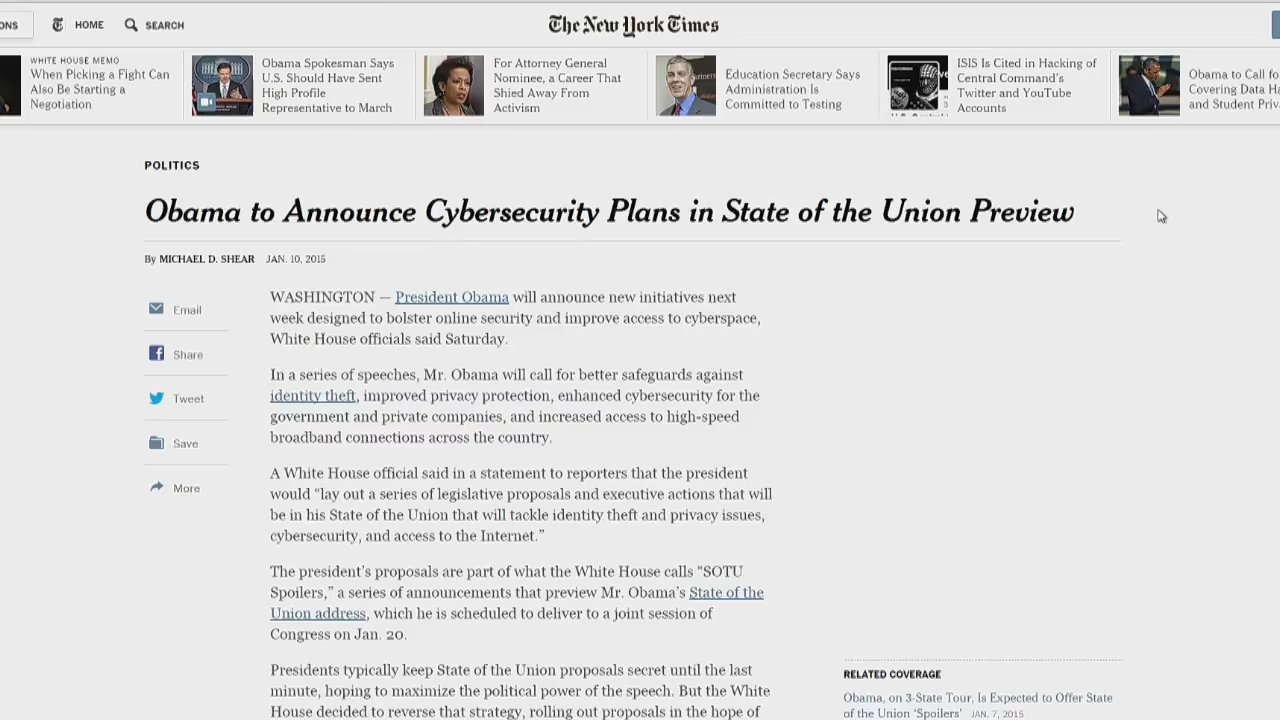 ONS
HOME
SEARCH
The New York Times
WHITE HOUSE MEMO
When Picking a Fight Can
Also Be Starting a
Negotiation
Obama Spokesman Says
U.S. Should Have Sent
High Profile
Representative to March
For Attorney General
Nominee, a Career That
Shied Away From
Activism
Education Secretary Says
Administration Is
Committed to Testing
ISIS Is Cited in Hacking of
Central Command's
Twitter and YouTube
Accounts
Obama to Call fo
Covering Data Ha
and Student Priva
POLITICS
Obama to Announce Cybersecurity Plans in State of the Union Preview
By MICHAEL D. SHEAR JAN. 10, 2015
Email
Share
Tweet
Save
More
WASHINGTON — President Obama will announce new initiatives next
week designed to bolster online security and improve access to cyberspace,
White House officials said Saturday.
In a series of speeches, Mr. Obama will call for better safeguards against
identity theft, improved privacy protection, enhanced cybersecurity for the
government and private companies, and increased access to high-speed
broadband connections across the country.
A White House official said in a statement to reporters that the president
would “lay out a series of legislative proposals and executive actions that will
be in his State of the Union that will tackle identity theft and privacy issues,
cybersecurity, and access to the Internet.”
The president’s proposals are part of what the White House calls “SOTU
Spoilers,” a series of announcements that preview Mr. Obama’s State of the
Union address, which he is scheduled to deliver to a joint session of
Congress on Jan. 20.
Presidents typically keep State of the Union proposals secret until the last
minute, hoping to maximize the political power of the speech. But the White
House decided to reverse that strategy, rolling out proposals in the hope of
RELATED COVERAGE
Obama, on 3-State Tour, Is Expected to Offer State
of the Union ‘Spoilers’ JAN. 7, 2015